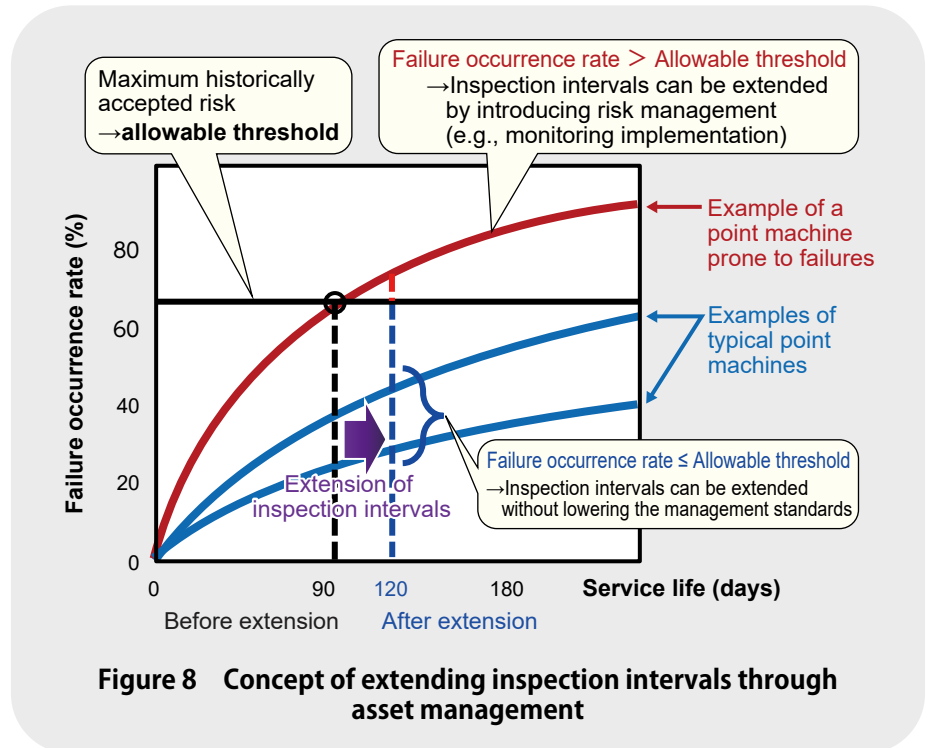 Maximum historically
accepted risk
→allowable threshold
Failure occurrence rate > Allowable threshold
→Inspection intervals can be extended
by introducing risk management
(e.g., monitoring implementation)
Failure occurrence rate (%)
80
60
40
20
0
Example of a
point machine
prone to failures
Examples of
typical point
machines
Extension of
inspection intervals
Failure occurrence rate ≤ Allowable threshold
→Inspection intervals can be extended
without lowering the management standards
0 90 120 180 Service life (days)
Before extension After extension
Figure 8 Concept of extending inspection intervals through
asset management